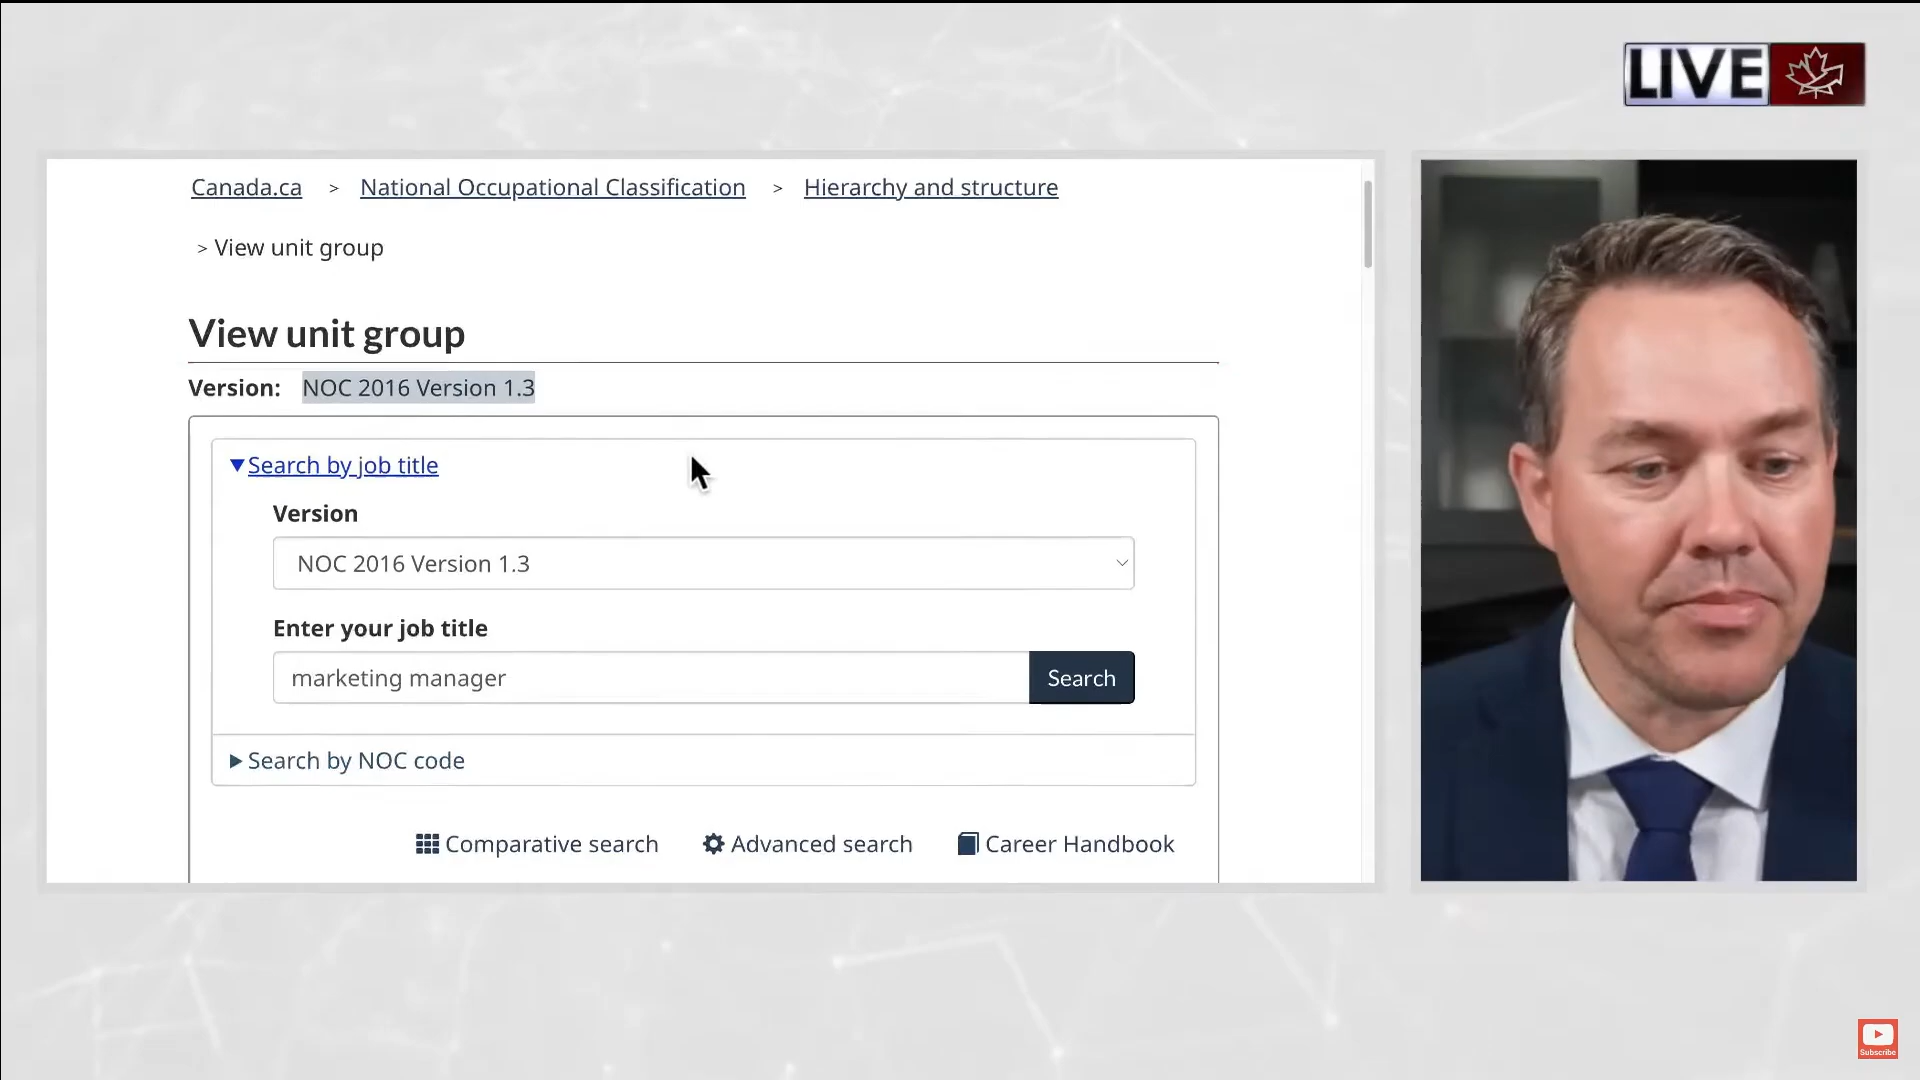 LIVE
Canada.ca > National Occupational Classification > Hierarchy and structure
> View unit group
View unit group
Version: NOC 2016 Version 1.3
Search by job title
Version
NOC 2016 Version 1.3
Enter your job title
marketing manager
Search
Search by NOC code
Comparative search
Advanced search
Career Handbook
Subscribe